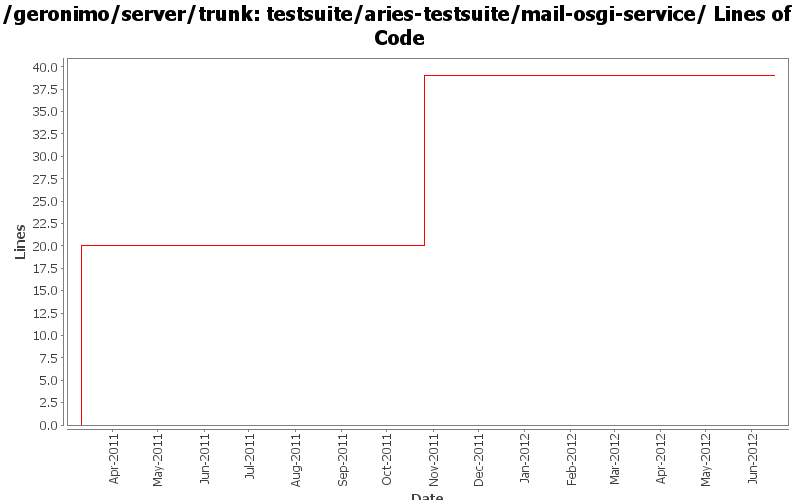 /geronimo/server/trunk: testsuite/aries-testsuite/mail-osgi-service/ Lines of
Code
40.0
37.5
35.0
32.5
30.0
27.5
25.0
22.5
20.0
17.5
15.0
12.5
10.0
7.5
5.0
2.5
0.0
Lines
Apr-2011
May-2011
Jun-2011
Jul-2011
Aug-2011
Sep-2011
Oct-2011
Nov-2011
Dec-2011
Jan-2012
Feb-2012
Mar-2012
Apr-2012
May-2012
Jun-2012
Date